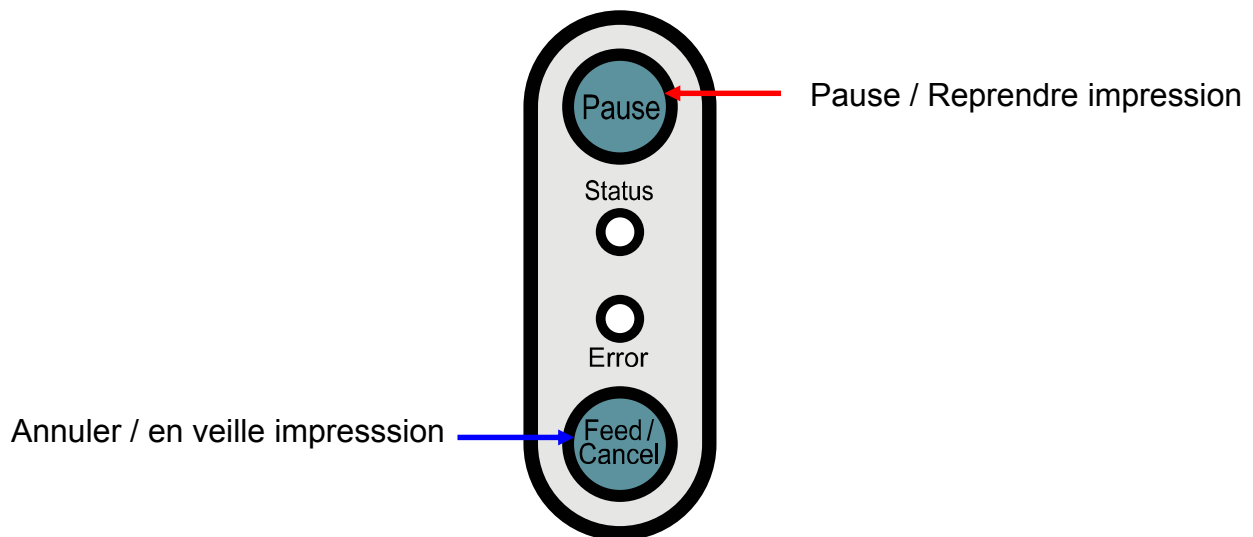 Pause
Pause / Reprendre impression
Status
Error
Annuler / en veille impresssion
Feed /
Cancel